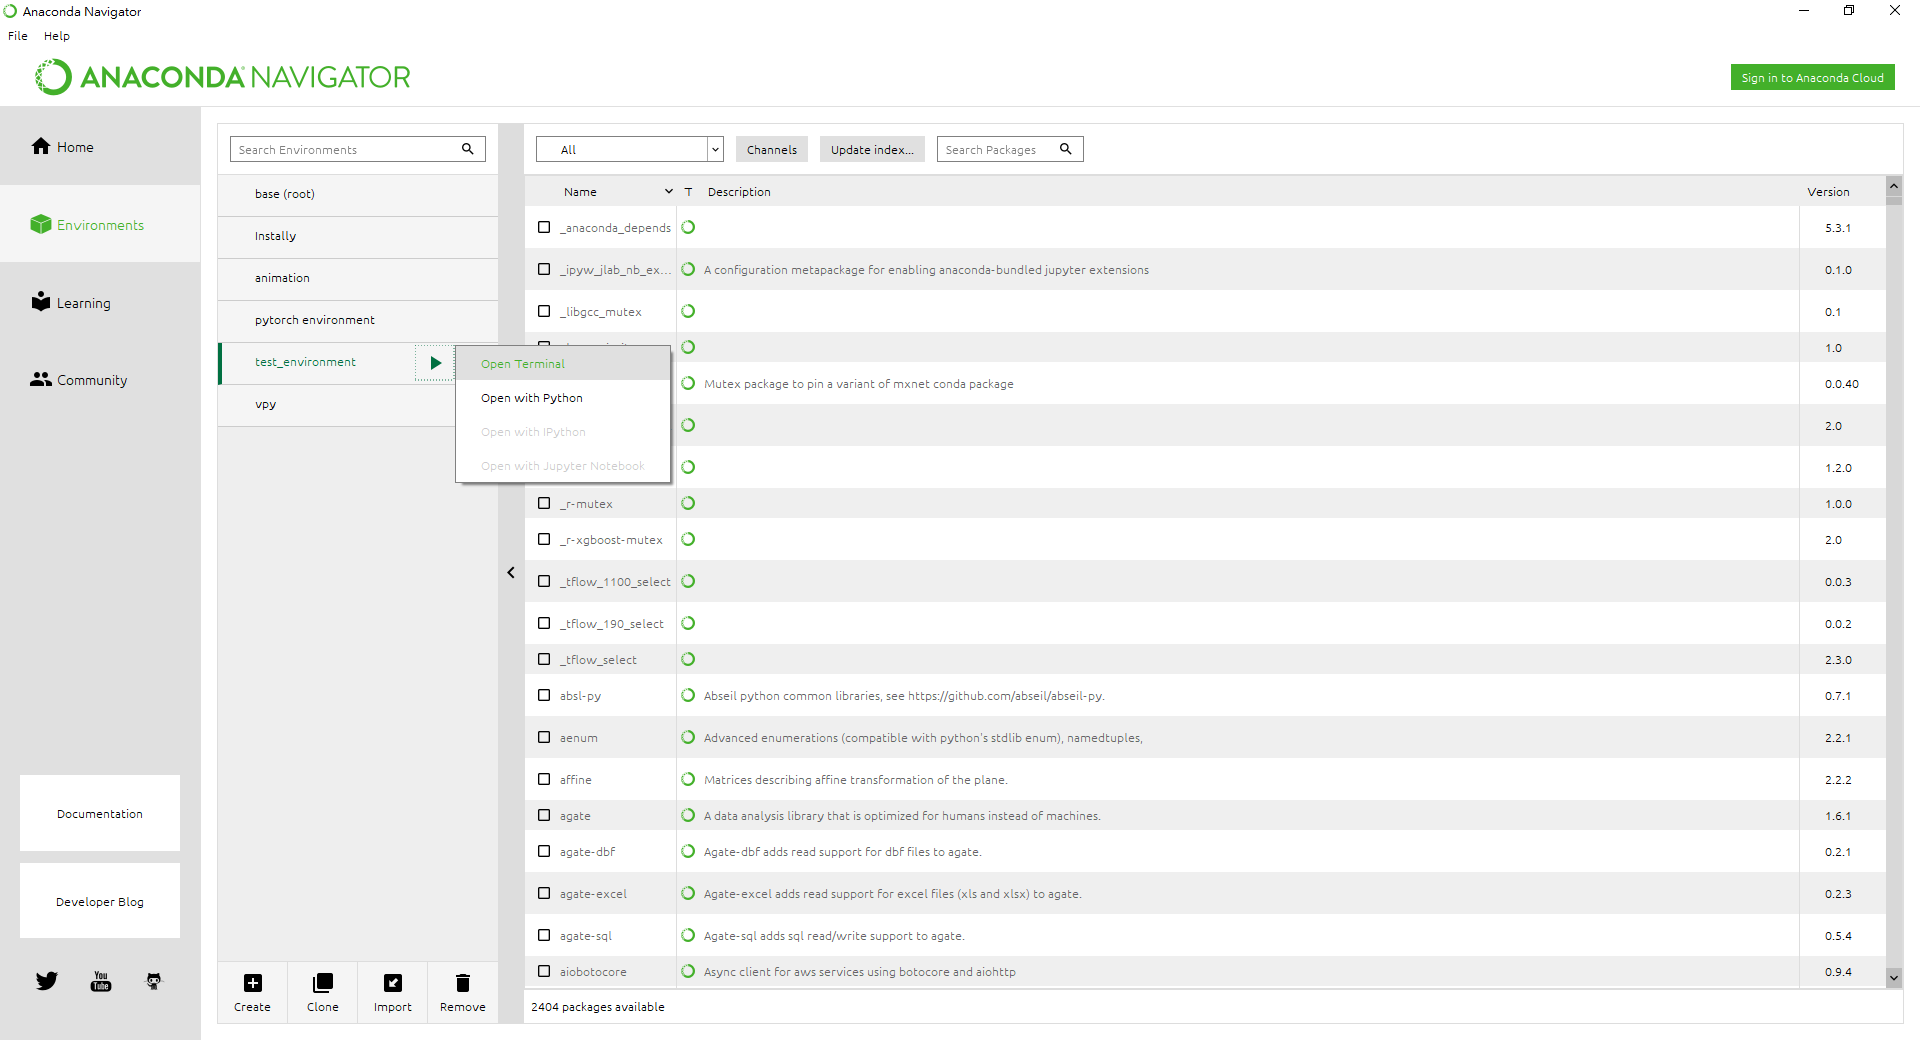 Anaconda Navigator
File Help
ANACONDA NAVIGATOR
Sign in to Anaconda Cloud
Home
Environments
Learning
Community
Documentation
Developer Blog
You Tube
Search Environments
base (root)
Instally
animation
pytorch environment
test_environment
vpy
Open Terminal
Open with Python
Open with IPython
Open with Jupyter Notebook
Create Clone Import Remove
All Channels Update index... Search Packages
Name T Description Version
_anaconda_depends 5.3.1
_ipyw_jlab_nb_ex... A configuration metapackage for enabling anaconda-bundled jupyter extensions 0.1.0
_libgcc_mutex 0.1
1.0
Mutex package to pin a variant of mxnet conda package 0.0.40
2.0
1.2.0
_r-mutex 1.0.0
_r-xgboost-mutex 2.0
_tflow_1100_select 0.0.3
_tflow_190_select 0.0.2
_tflow_select 2.3.0
absl-py Abseil python common libraries, see https://github.com/abseil/abseil-py. 0.7.1
aenum Advanced enumerations (compatible with python's stdlib enum), namedtuples, 2.2.1
affine Matrices describing affine transformation of the plane. 2.2.2
agate A data analysis library that is optimized for humans instead of machines. 1.6.1
agate-dbf Agate-dbf adds read support for dbf files to agate. 0.2.1
agate-excel Agate-excel adds read support for excel files (xls and xlsx) to agate. 0.2.3
agate-sql Agate-sql adds sql read/write support to agate. 0.5.4
aiobotocore Async client for aws services using botocore and aiohttp 0.9.4
2404 packages available